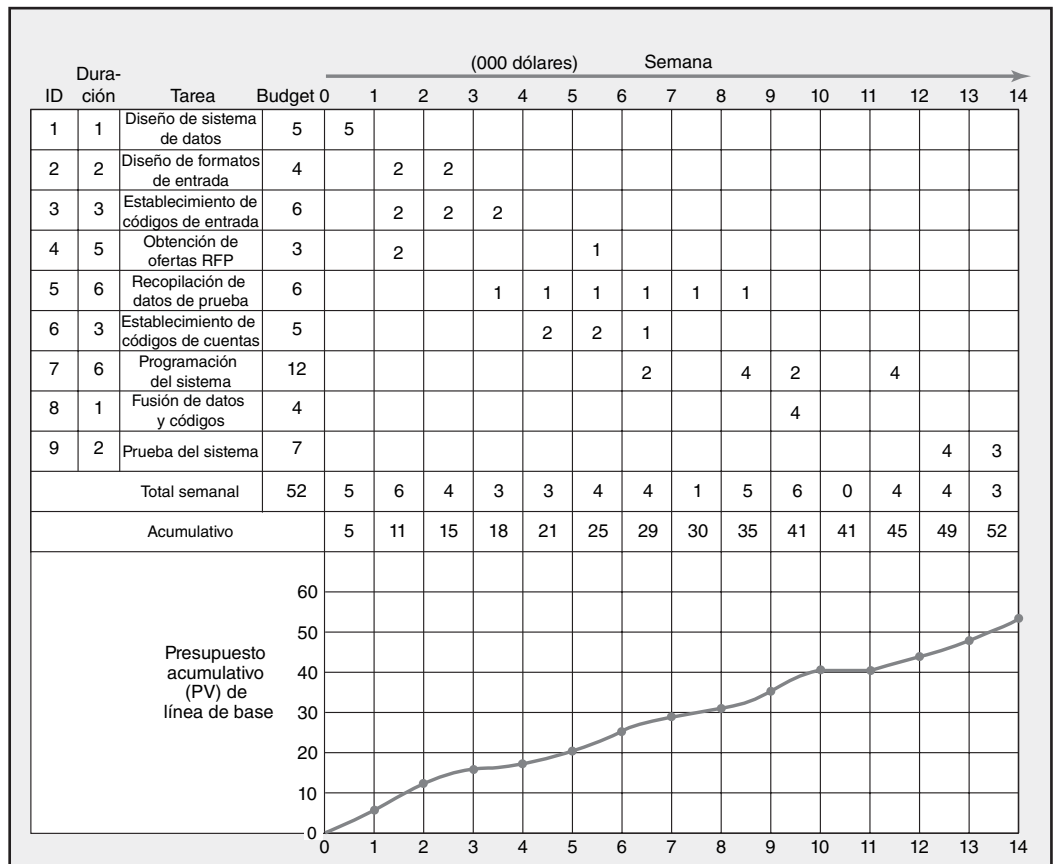 (000 dólares) Semana
Dura-
ID ción Tarea Budget 0 1 2 3 4 5 6 7 8 9 10 11 12 13 14
1 1 Diseño de sistema
de datos 5 5
2 2 Diseño de formatos
de entrada 4 2 2
3 3 Establecimiento de
códigos de entrada 6 2 2 2
4 5 Obtención de
ofertas RFP 3 2 1
5 6 Recopilación de
datos de prueba 6 1 1 1 1 1 1
6 3 Establecimiento de
códigos de cuentas 5 2 2 1
7 6 Programación
del sistema 12 2 4 2 4
8 1 Fusión de datos
y códigos 4 4
9 2 Prueba del sistema 7 4 3
Total semanal 52 5 6 4 3 3 4 4 1 5 6 0 4 4 3
Acumulativo 5 11 15 18 21 25 29 30 35 41 41 45 49 52
60
50
Presupuesto
acumulativo 40
(PV) de
línea de base 30
20
10
0
0 1 2 3 4 5 6 7 8 9 10 11 12 13 14